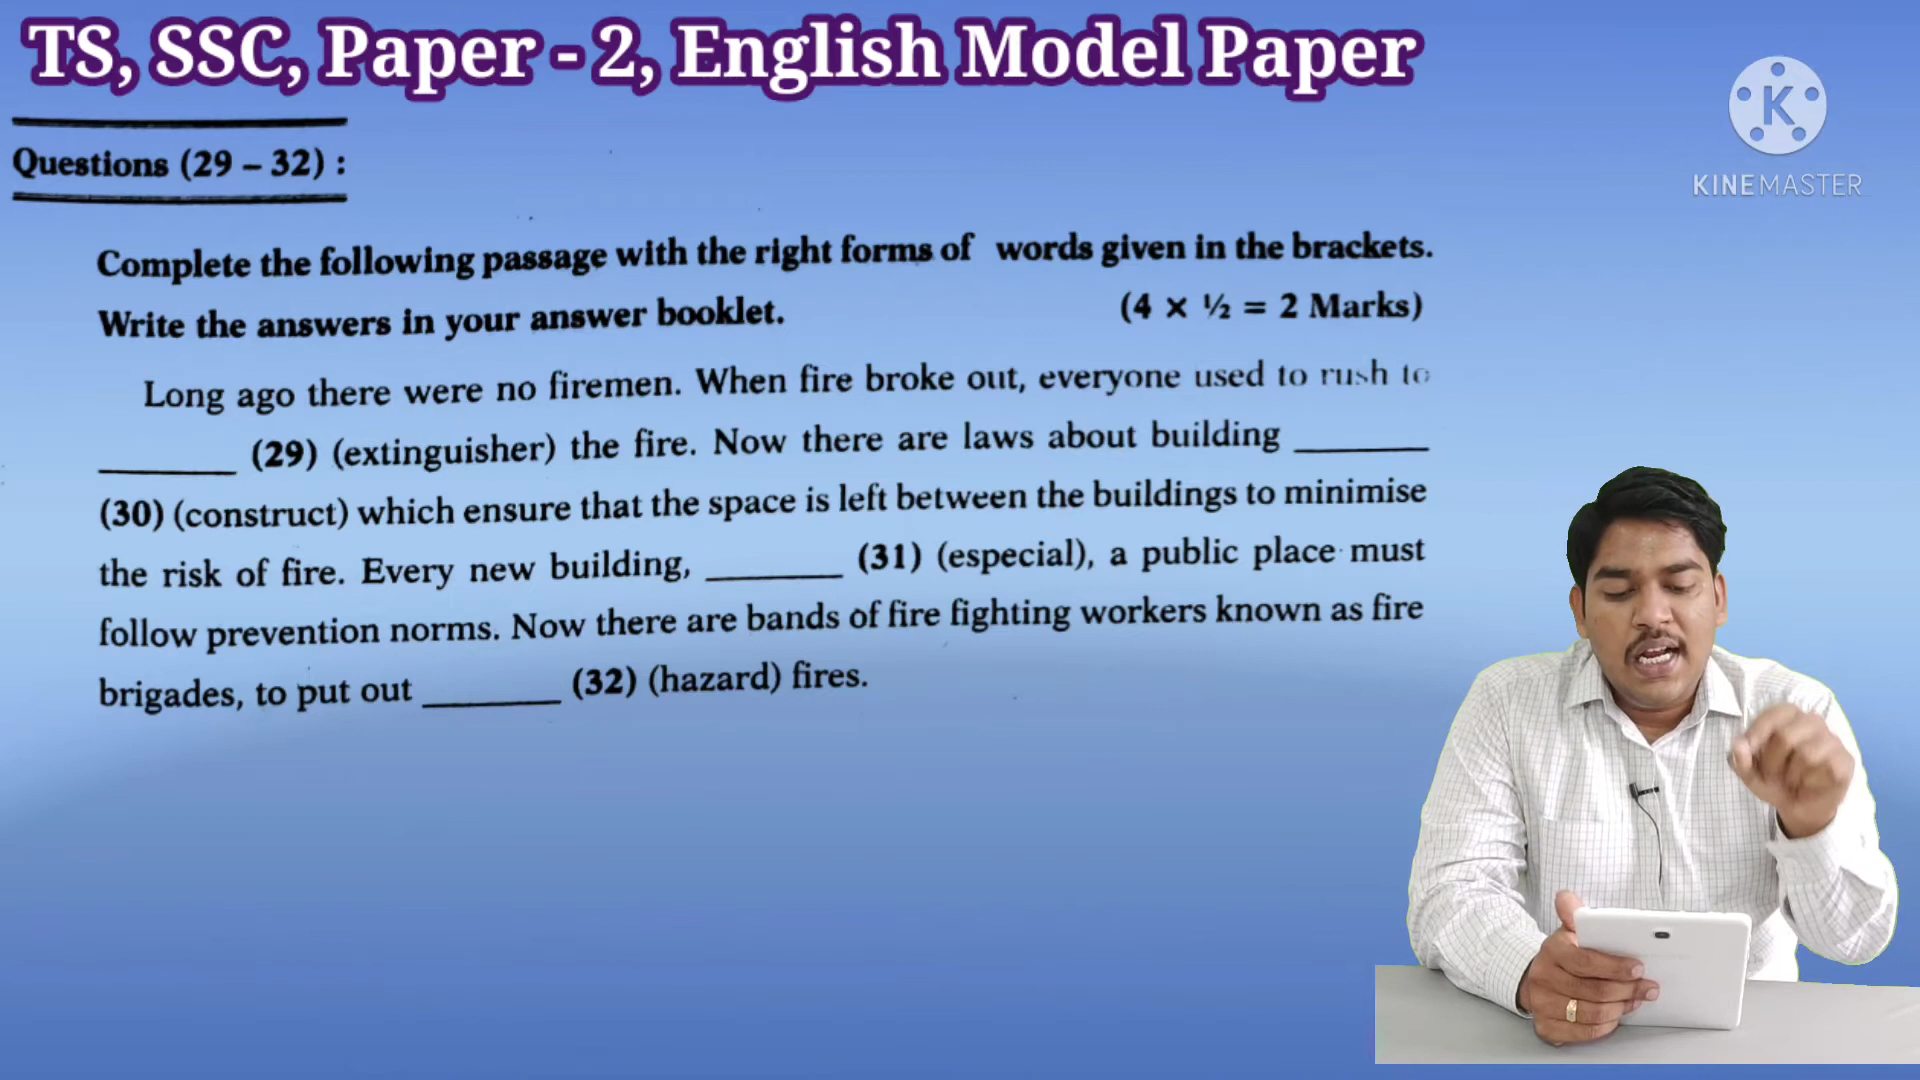 TS, SSC, Paper - 2, English Model Paper
K
KINEMASTER
Questions (29 – 32) :
Complete the following passage with the right forms of words given in the brackets.
Write the answers in your answer booklet. (4 × ½ = 2 Marks)
Long ago there were no firemen. When fire broke out, everyone used to rush to
________ (29) (extinguisher) the fire. Now there are laws about building ________
(30) (construct) which ensure that the space is left between the buildings to minimise
the risk of fire. Every new building, ________ (31) (especial), a public place must
follow prevention norms. Now there are bands of fire fighting workers known as fire
brigades, to put out ________ (32) (hazard) fires.